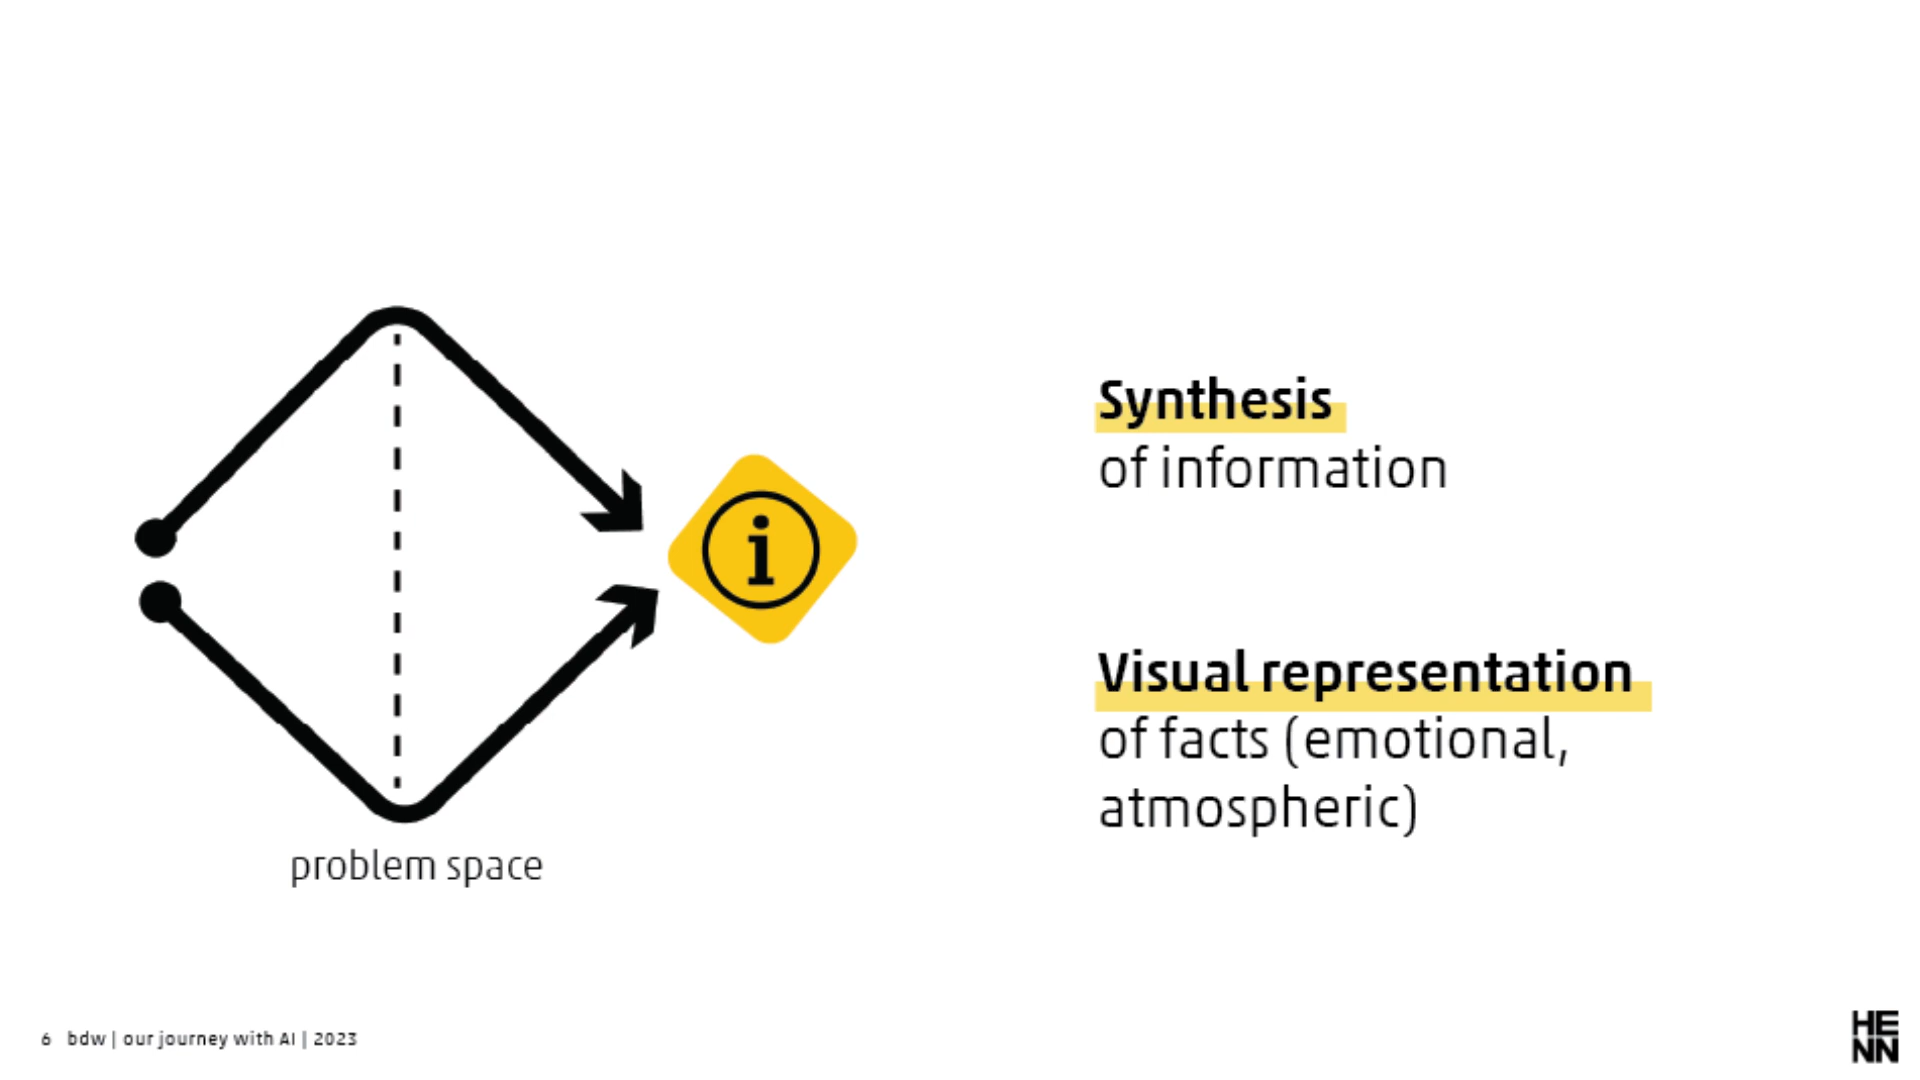 i
Synthesis
of information
Visual representation
of facts (emotional,
atmospheric)
problem space
6 bdw | our journey with AI | 2023
HE
NN